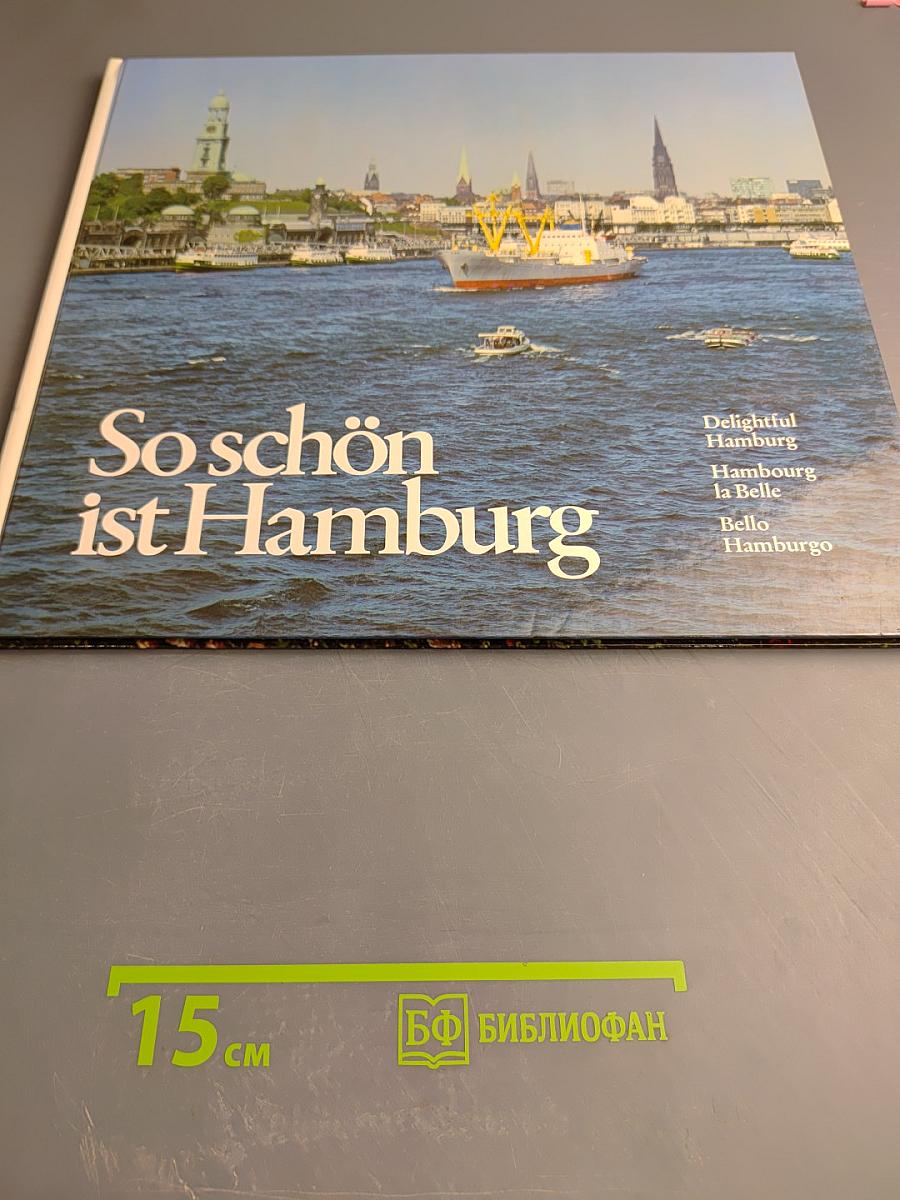 So schön
ist Hamburg
Delightful
Hamburg
Hambourg
la Belle
Bello
Hamburgo
15 см
БФ БИБЛИОФАН